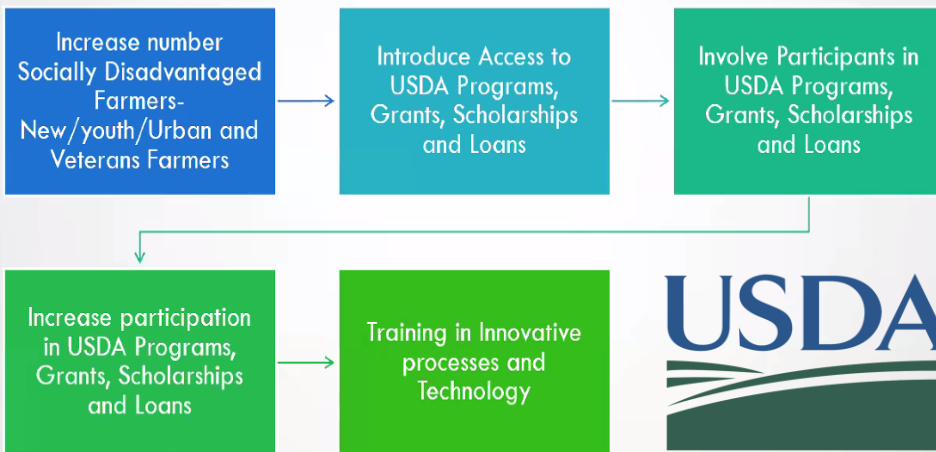 Increase number
Socially Disadvantaged
Farmers-
New/youth/Urban and
Veterans Farmers
Introduce Access to
USDA Programs,
Grants, Scholarships
and Loans
Involve Participants in
USDA Programs,
Grants, Scholarships
and Loans
Increase participation
in USDA Programs,
Grants, Scholarships
and Loans
Training in Innovative
processes and
Technology
USDA